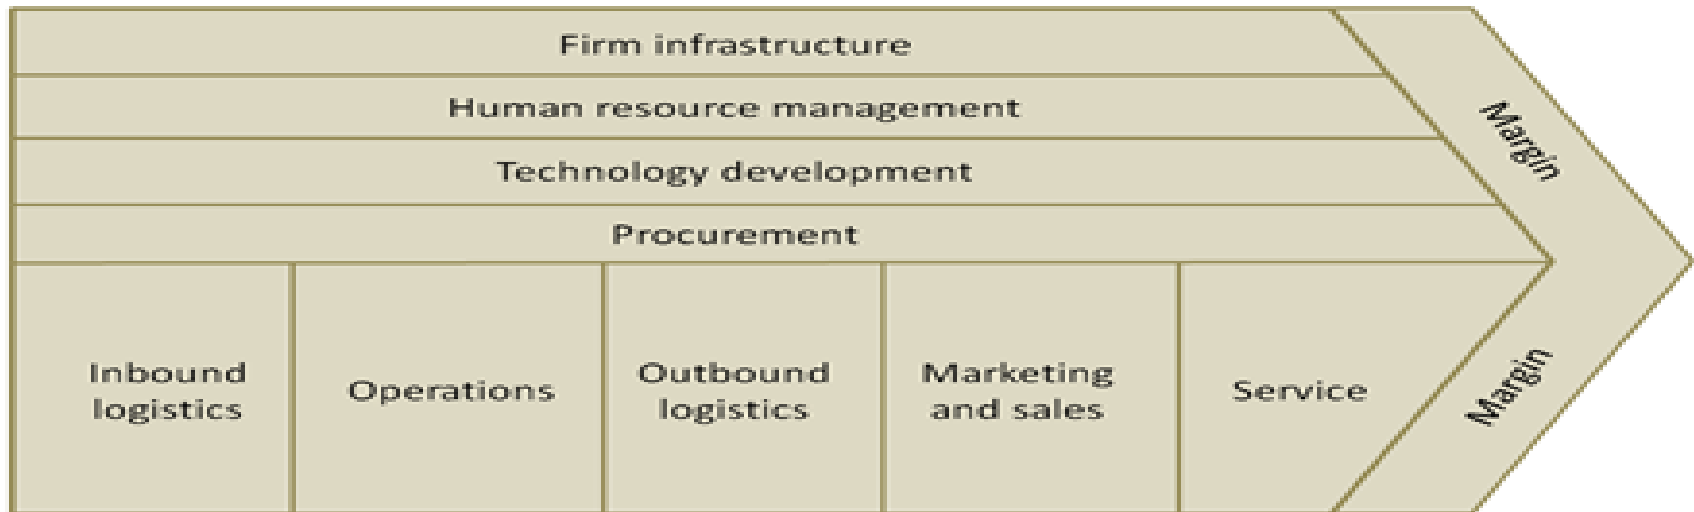 Firm infrastructure
Human resource management
Technology development
Procurement
Inbound
logistics
Operations
Outbound
logistics
Marketing
and sales
Service
Margin
Margin